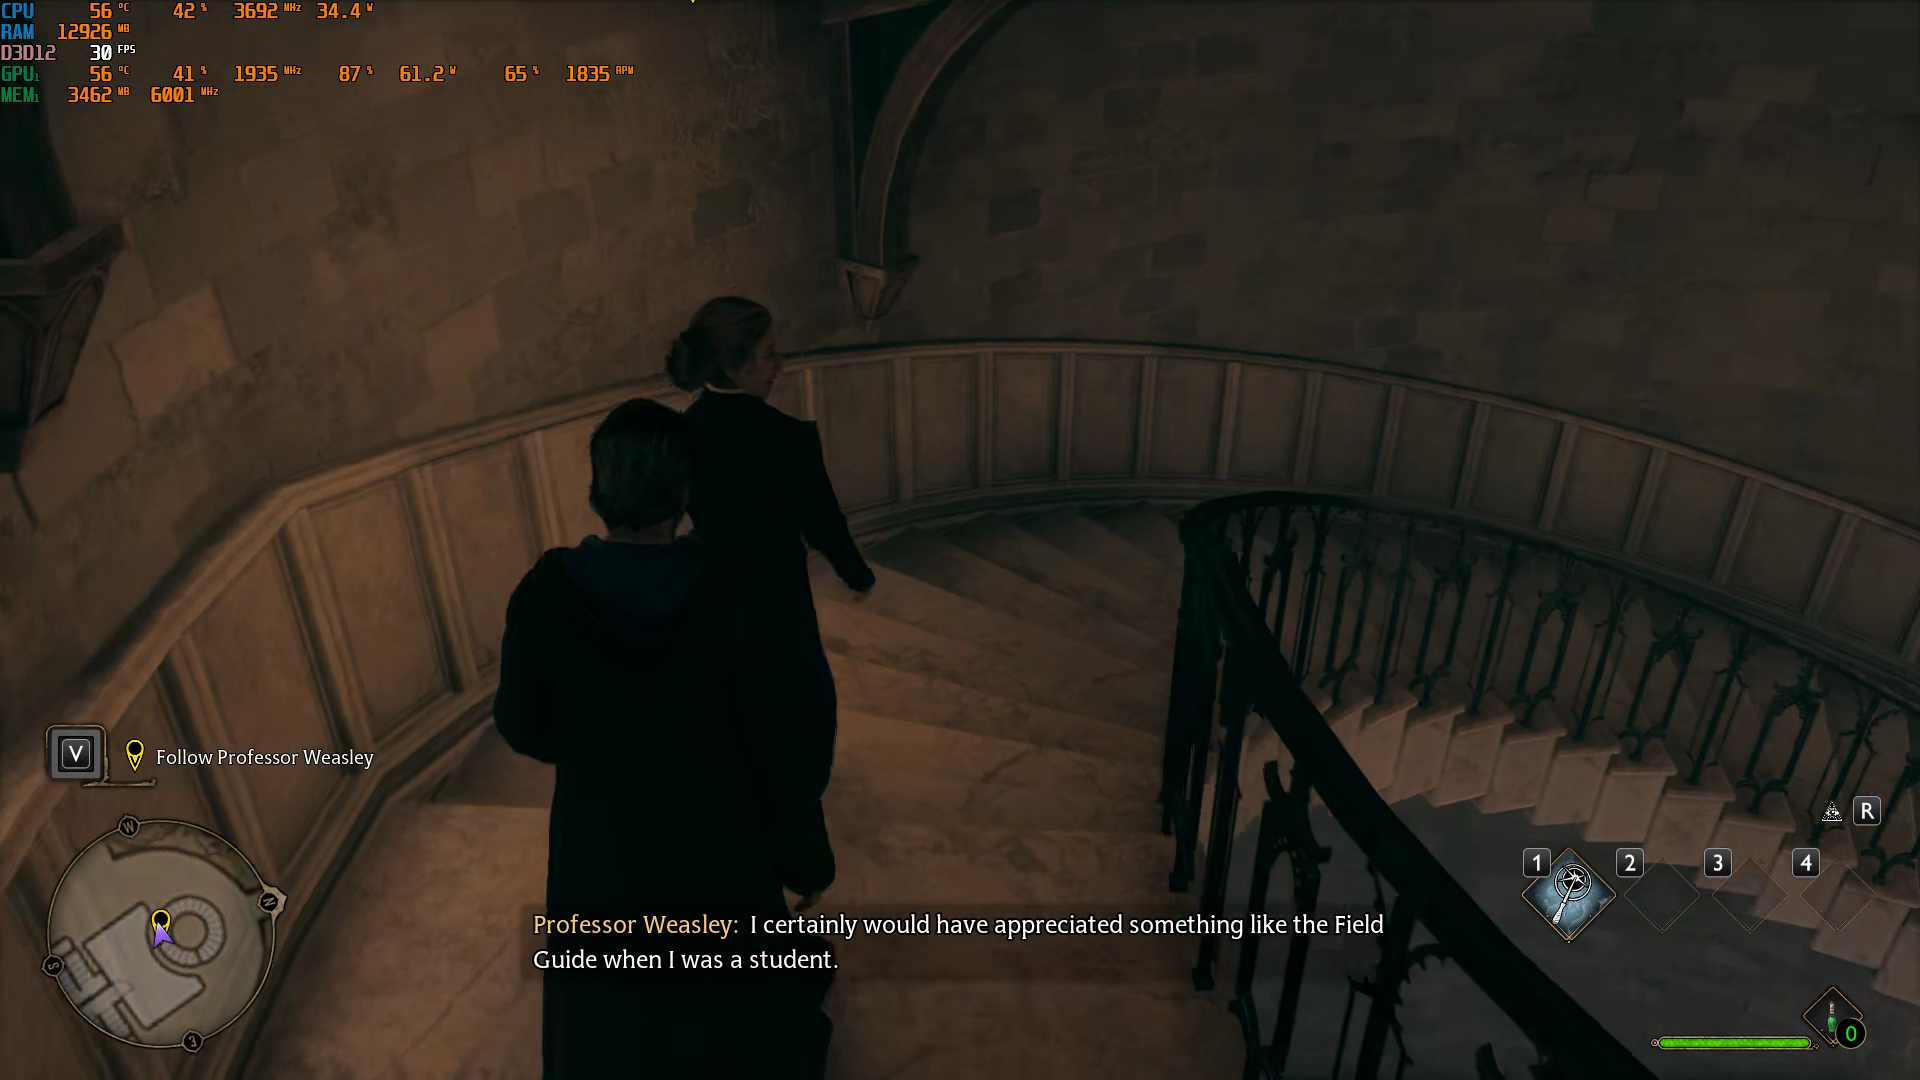 CPU 56 °C 42 % 3692 MHz 34.4 W
RAM 12926 MB
D3D12 30 FPS
GPU1 56 °C 41 % 1935 MHz 87 % 61.2 W 65 % 1835 RPM
MEM1 3462 MB 6001 MHz
V Follow Professor Weasley
W
N
S
E
R
1 2 3 4
Professor Weasley: I certainly would have appreciated something like the Field
Guide when I was a student.
0